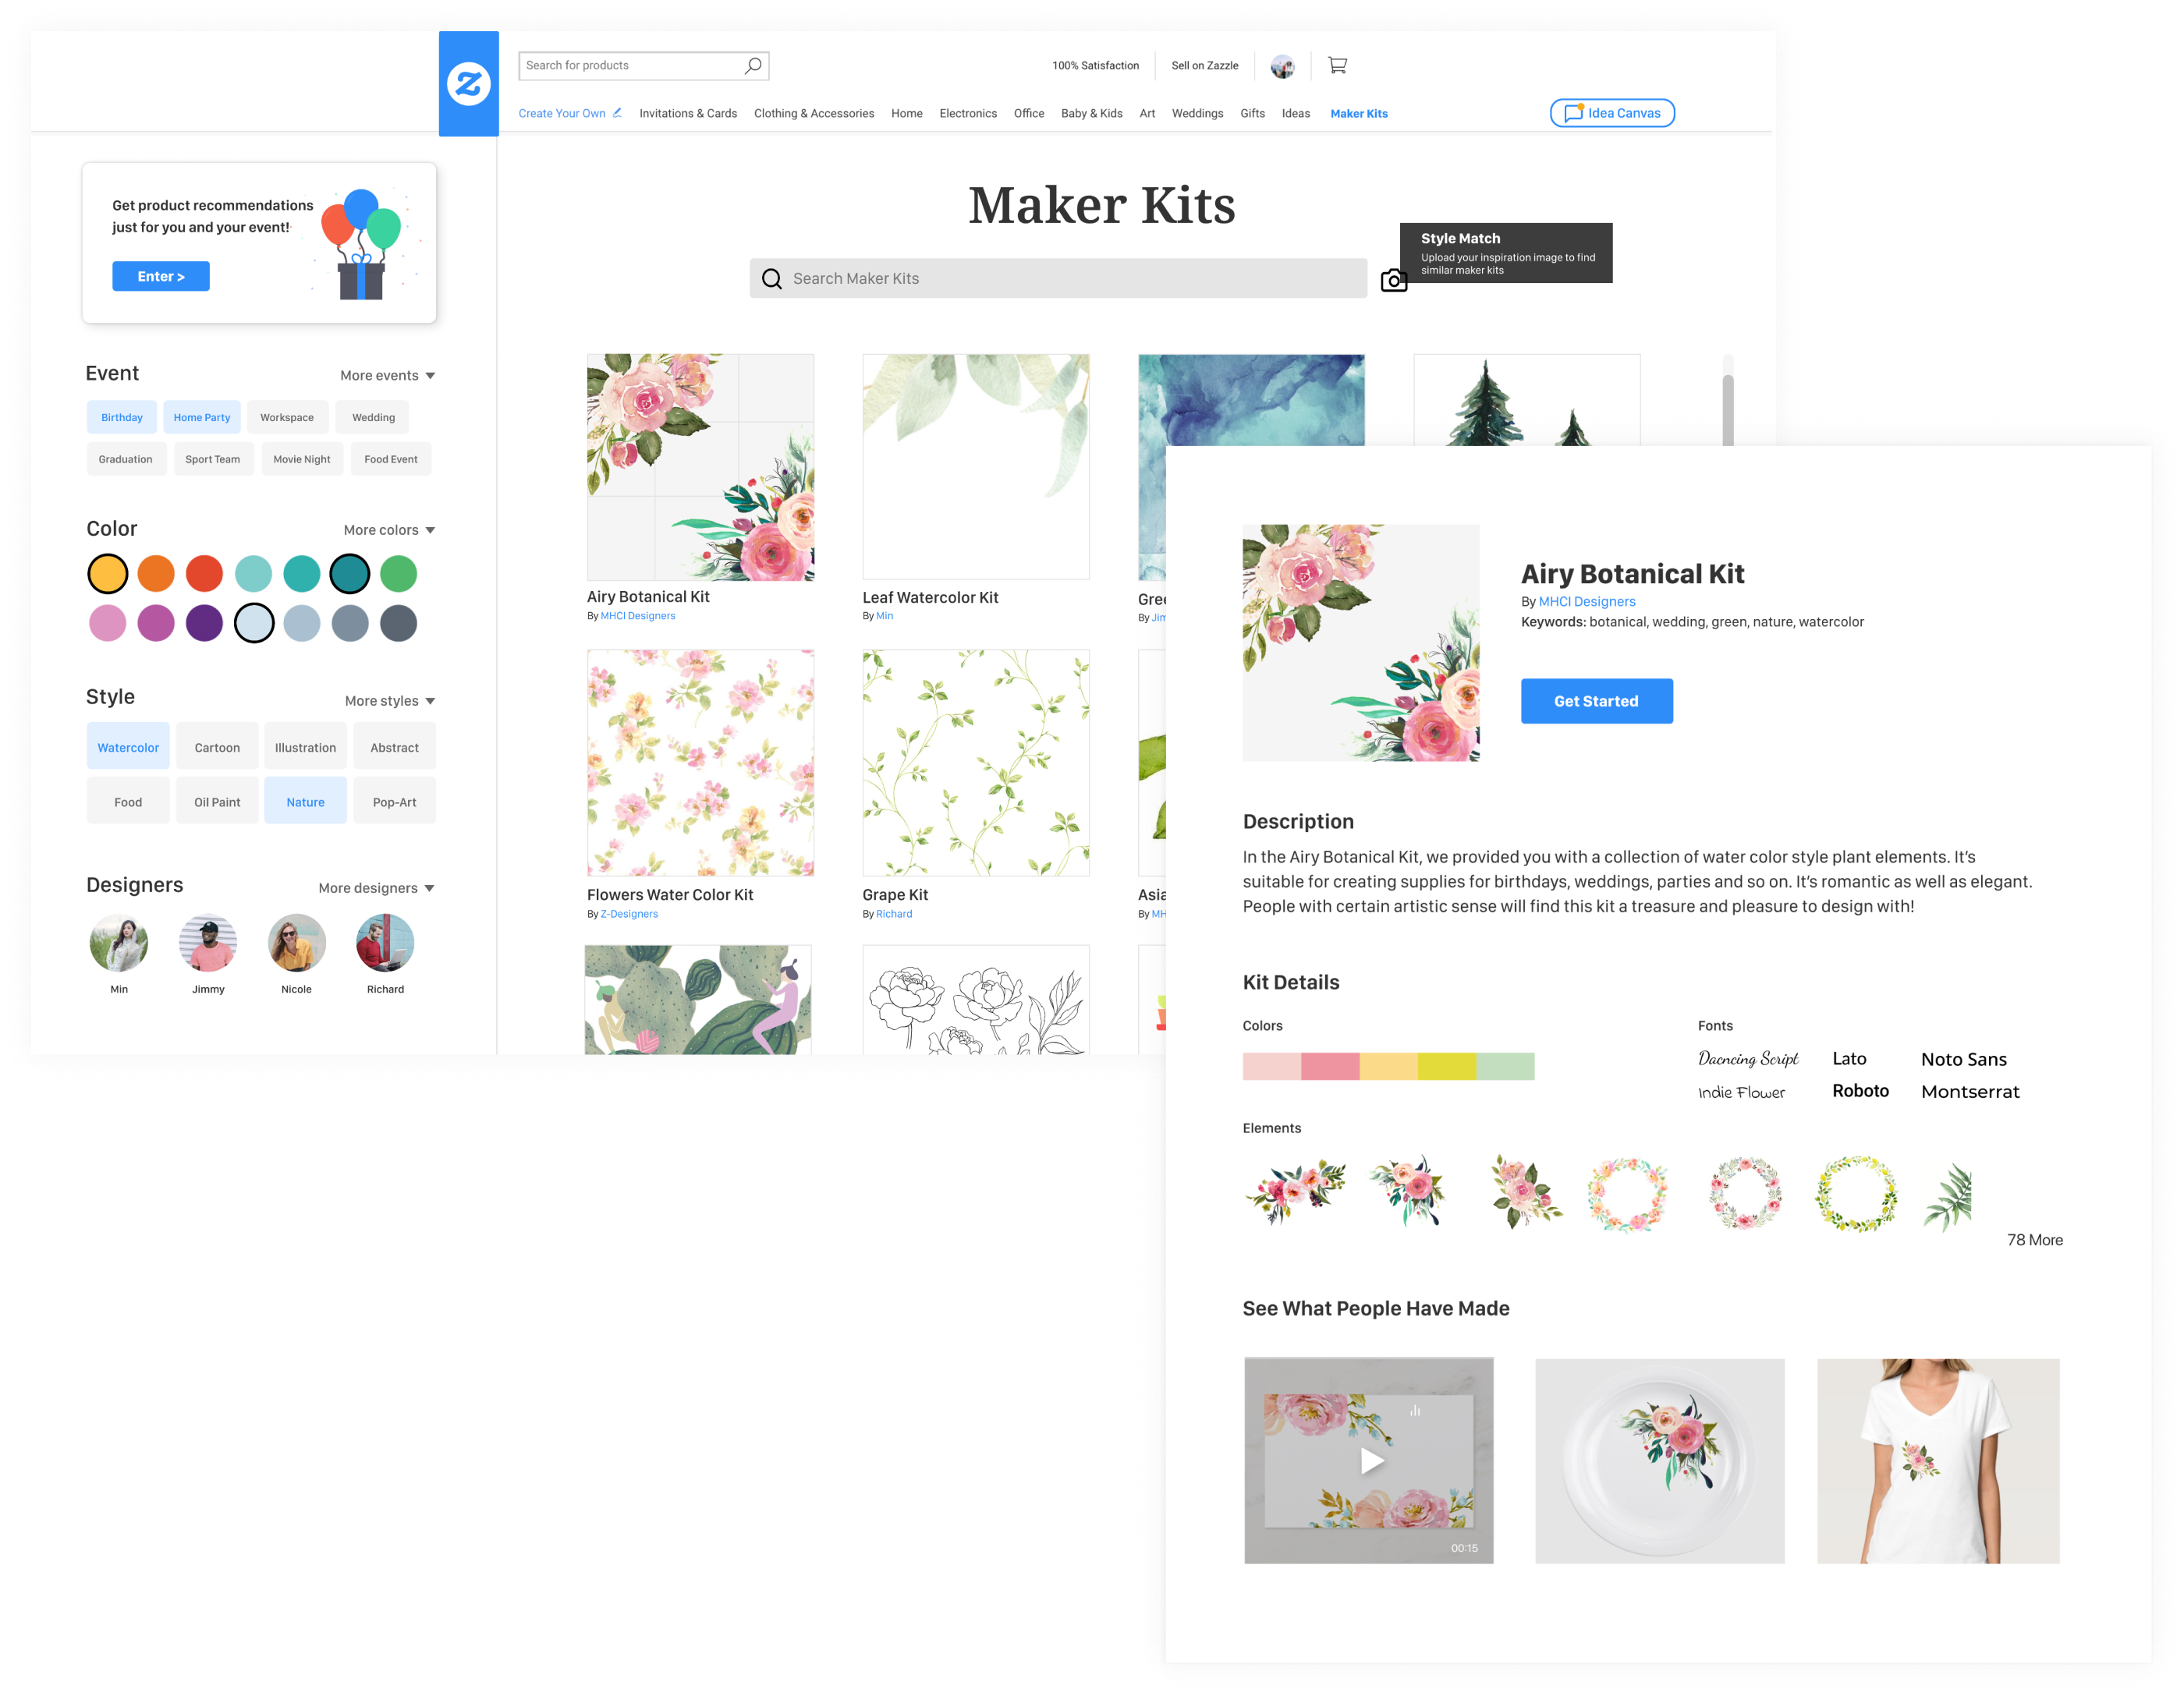 Search for products
100% Satisfaction
Sell on Zazzle
Create Your Own
Invitations & Cards
Clothing & Accessories
Home
Electronics
Office
Baby & Kids
Art
Weddings
Gifts
Ideas
Maker Kits
Idea Canvas
Get product recommendations
just for you and your event!
Enter >
Event
More events
Birthday
Home Party
Workspace
Wedding
Graduation
Sport Team
Movie Night
Food Event
Color
More colors
Style
More styles
Watercolor
Cartoon
Illustration
Abstract
Food
Oil Paint
Nature
Pop-Art
Designers
More designers
Min
Jimmy
Nicole
Richard
Maker Kits
Search Maker Kits
Style Match
Upload your inspiration image to find
similar maker kits
Airy Botanical Kit
By MHCI Designers
Leaf Watercolor Kit
By Min
Gree
By Jim
Flowers Water Color Kit
By Z-Designers
Grape Kit
By Richard
Asia
By MH
Airy Botanical Kit
By MHCI Designers
Keywords: botanical, wedding, green, nature, watercolor
Get Started
Description
In the Airy Botanical Kit, we provided you with a collection of water color style plant elements. It's
suitable for creating supplies for birthdays, weddings, parties and so on. It's romantic as well as elegant.
People with certain artistic sense will find this kit a treasure and pleasure to design with!
Kit Details
Colors
Fonts
Dacncing Script
Lato
Noto Sans
Indie Flower
Roboto
Montserrat
Elements
78 More
See What People Have Made
00:15